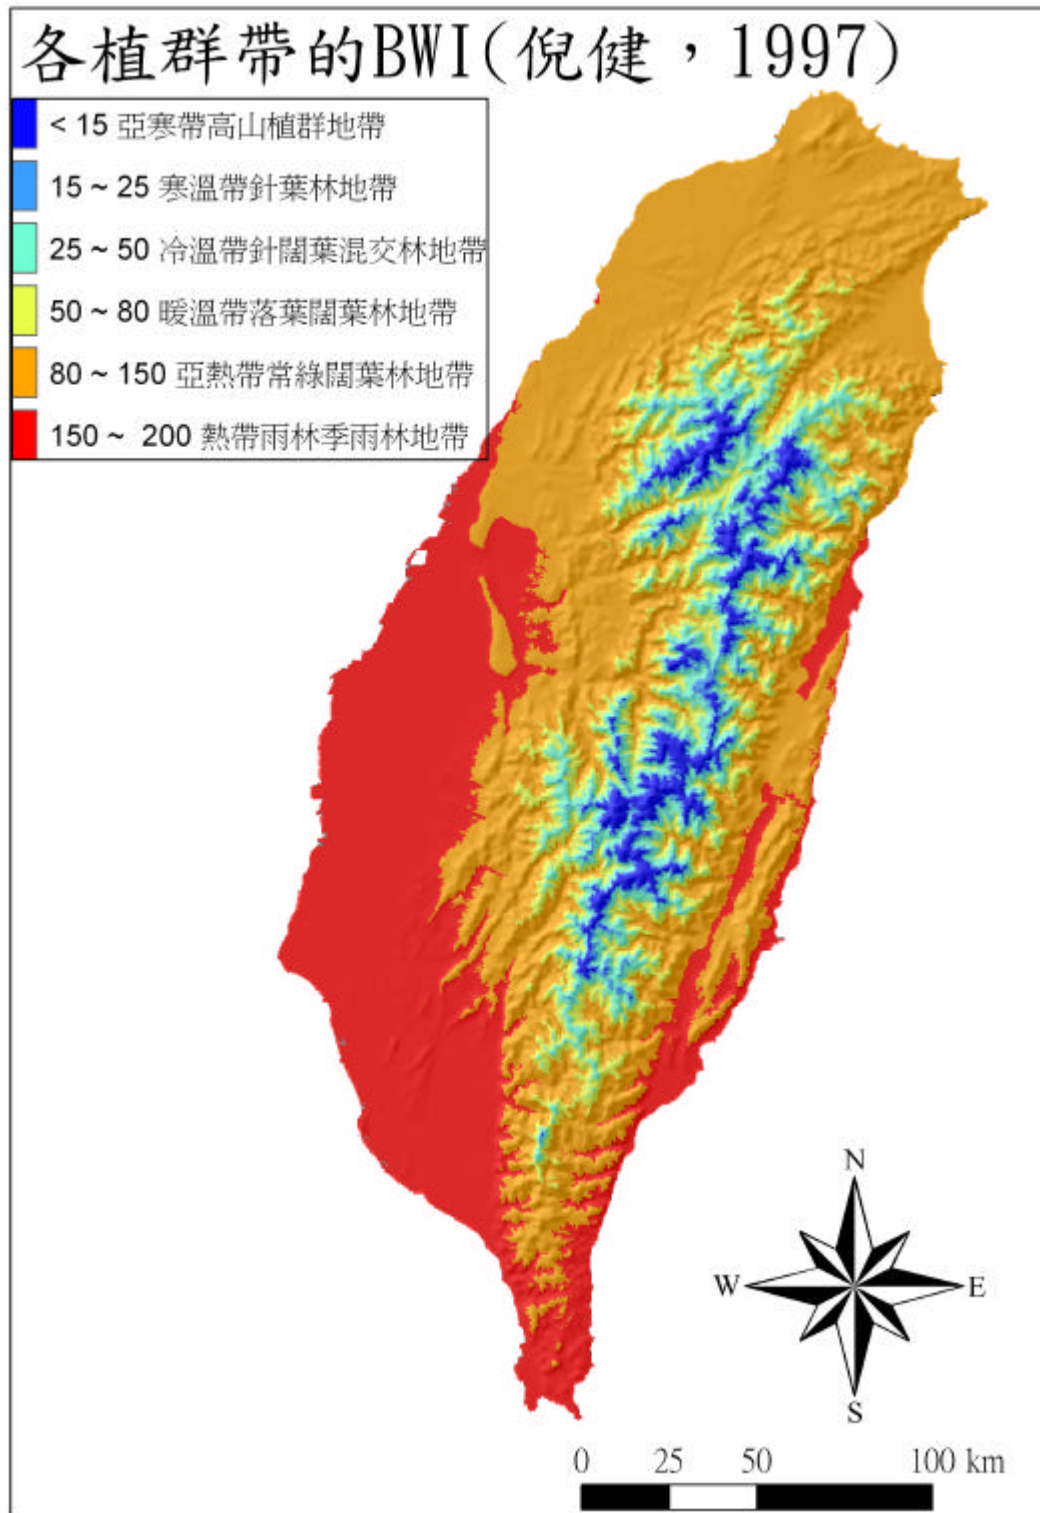 各植群帶的BWI(倪健，1997)
< 15 亞寒帶高山植群地帶
15 ~ 25 寒溫帶針葉林地帶
25 ~ 50 冷溫帶針闊葉混交林地帶
50 ~ 80 暖溫帶落葉闊葉林地帶
80 ~ 150 亞熱帶常綠闊葉林地帶
150 ~ 200 熱帶雨林季雨林地帶
N
W E
S
0 25 50 100 km